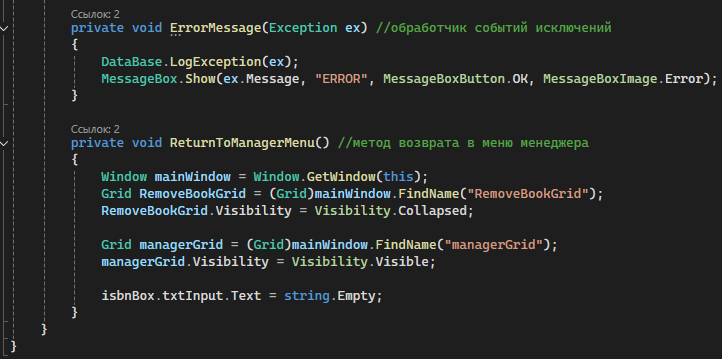 Ссылок: 2
private void ErrorMessage(Exception ex) //обработчик событий исключений
{
DataBase.LogException(ex);
MessageBox.Show(ex.Message, "ERROR", MessageBoxButton.OK, MessageBoxImage.Error);
}
Ссылок: 2
private void ReturnToManagerMenu() //метод возврата в меню менеджера
{
Window mainWindow = Window.GetWindow(this);
Grid RemoveBookGrid = (Grid)mainWindow.FindName("RemoveBookGrid");
RemoveBookGrid.Visibility = Visibility.Collapsed;
Grid managerGrid = (Grid)mainWindow.FindName("managerGrid");
managerGrid.Visibility = Visibility.Visible;
isbnBox.txtInput.Text = string.Empty;
}
}
}